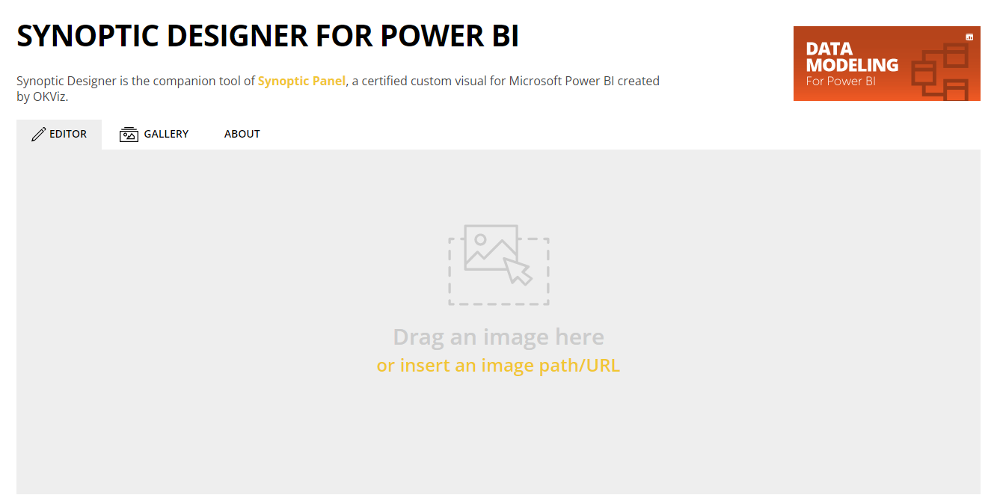 SYNOPTIC DESIGNER FOR POWER BI
Synoptic Designer is the companion tool of Synoptic Panel, a certified custom visual for Microsoft Power BI created
by OKViz.
DATA
MODELING
For Power BI
EDITOR
GALLERY
ABOUT
Drag an image here
or insert an image path/URL